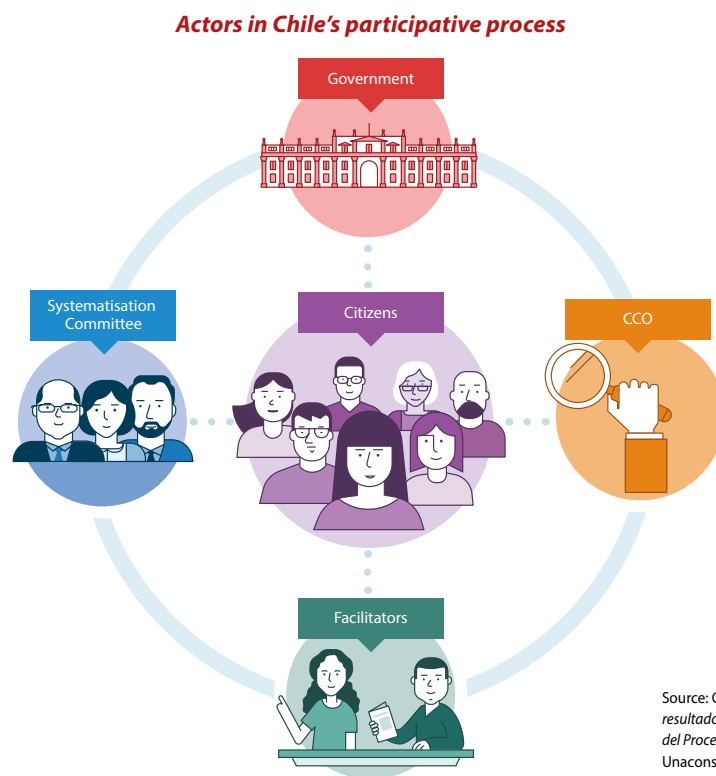 Actors in Chile's participative process
Government
Systematisation
Committee
Citizens
CCO
Facilitators
Source:
resultado
del Proce
Unacons